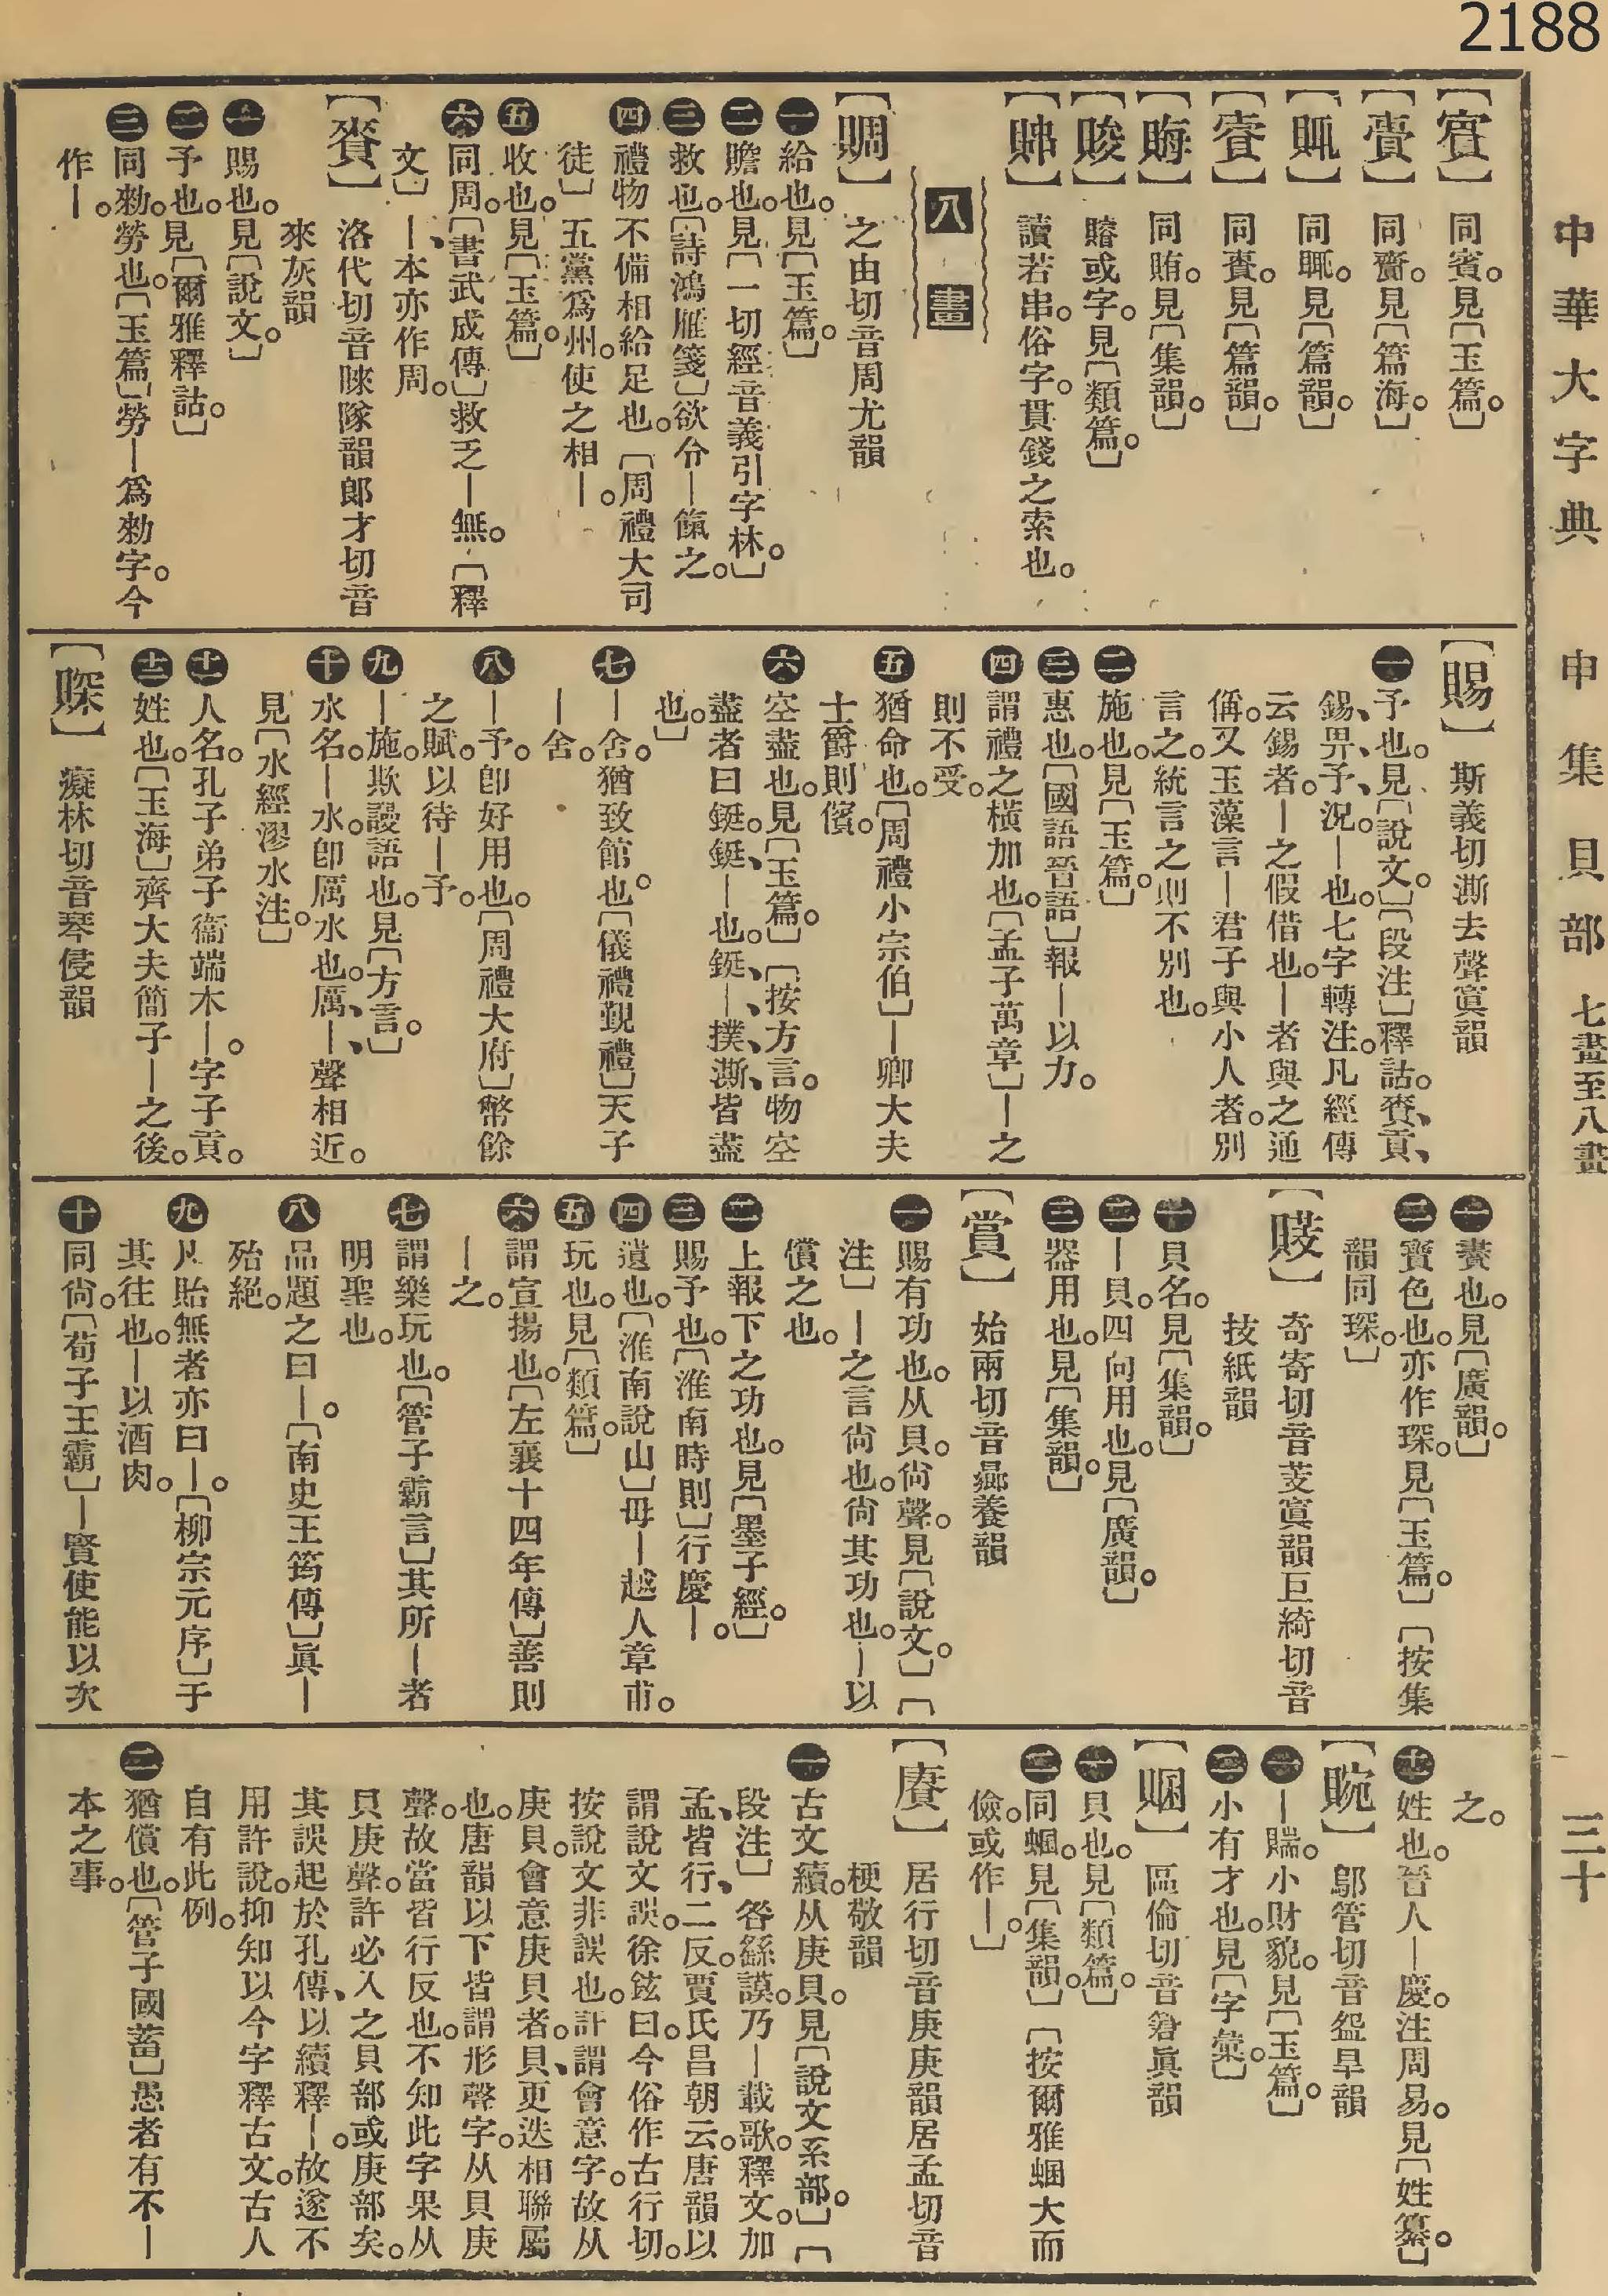 2188
中華大字典 申集 貝部 七畫至八畫 三十
同賓。見〔玉篇。〕
同賷。見〔篇海。〕
同賏。見〔篇韻。〕
同賚。見〔篇韻。〕
同賄。見〔集韻。〕
賸或字。見〔類篇。〕
讀若串。俗字。貫錢之索也。
八畫
【賙】 之由切音周尤韻
㊀給也。見〔玉篇。〕
㊁贍也。見〔一切經音義引字林。〕
㊂救也。〔詩鴻雁箋〕欲令—餼之。
㊃禮物不備相給足也。〔周禮大司
徒〕五黨爲州。使之相—。
㊄收也。見〔玉篇。〕
㊅同周。〔書武成傳〕救乏—無。〔釋
文〕—、本亦作周。
【賚】 洛代切音睞隊韻郎才切音
來灰韻
㊀賜也。見〔說文。〕
㊁予也。見〔爾雅釋詁。〕
㊂同勑。勞也。〔玉篇〕勞—爲勑字。今
作—。
【賜】 斯義切澌去聲寘韻
㊀予也。見〔說文。〕〔段注〕釋詁。賚、貢、
錫、畀、予、況。—也。七字轉注。凡經傳
云錫者。—之假借也。—者與之通
偁。又玉藻言—君子與小人者。別
言之。統言之則不別也。
㊁施也。見〔玉篇。〕
㊂惠也。〔國語晉語〕報—以力。
㊃謂禮之橫加也。〔孟子萬章〕—之
則不受。
㊄猶命也。〔周禮小宗伯〕—卿大夫
士爵則儐。
㊅空盡也。見〔玉篇。〕〔按方言。物空
盡者曰鋌。鋌、—也。鋌、—、撲、澌、皆盡
也。〕
㊆—舍。猶致館也。〔儀禮覲禮〕天子
—舍。
㊇—予。卽好用也。〔周禮大府〕幣餘
之賦。以待—予。
㊈—施。欺謾語也。見〔方言。〕
㊉水名。—水。卽厲水也。厲、—、聲相近。
見〔水經漻水注。〕
⑪人名。孔子弟子衞端木—。字子貢。
⑫姓也。〔玉海〕齊大夫簡子—之後。
【賝】 癡林切音琴侵韻
㊀賮也。見〔廣韻。〕
㊁寶色也。亦作琛。見〔玉篇。〕〔按集
韻同琛。〕
【賥】 奇寄切音芰寘韻巨綺切音
技紙韻
㊀貝名。見〔集韻。〕
㊁—貝。四向用也。見〔廣韻。〕
㊂器用也。見〔集韻。〕
【賞】 始兩切音曏養韻
㊀賜有功也。从貝。尙聲。見〔說文。〕〔
注〕—之言尙也。尙其功也。—以
償之也。
㊁上報下之功也。見〔墨子經。〕
㊂賜予也。〔淮南時則〕行慶—。
㊃遺也。〔淮南說山〕毋—越人章甫。
㊄玩也。見〔類篇。〕
㊅謂宣揚也。〔左襄十四年傳〕善則
—之。
㊆謂樂玩也。〔管子霸言〕其所—者
明聖也。
㊇品題之曰—。〔南史王筠傳〕眞—
殆絕。
㊈凡貽無者亦曰—。〔柳宗元序〕于
其往也。—以酒肉。
㊉同尙。〔荀子王霸〕—賢使能以次
之。
⑪姓也。晉人—慶。注周易。見〔姓纂。〕
【䝹】 鄔管切音盌旱韻
㊀—䝎。小財貌。見〔玉篇。〕
㊁小有才也。見〔字彙。〕
【䝐】 區倫切音箘眞韻
㊀貝也。見〔類篇。〕
㊁同蜠。見〔集韻。〕〔按爾雅蜠大而
儉。或作—。〕
【賡】 居行切音庚庚韻居孟切音
梗敬韻
㊀古文續。从庚貝。見〔說文系部。〕〔
段注〕咎繇謨。乃—載歌。釋文。加
孟、皆行、二反。賈氏昌朝云。唐韻以
謂說文誤。徐鉉曰。今俗作古行切。
按說文非誤也。許謂會意字。故从
庚貝。會意庚貝者。貝、更迭相聯屬
也。唐韻以下皆謂形聲字。从貝庚
聲。故當皆行反也。不知此字果从
貝庚聲。許必入之貝部或庚部矣。
其誤起於孔傳、以續釋—。故遂不
用許說。抑知以今字釋古文。古人
自有此例。
㊁猶償也。〔管子國蓄〕愚者有不—
本之事。